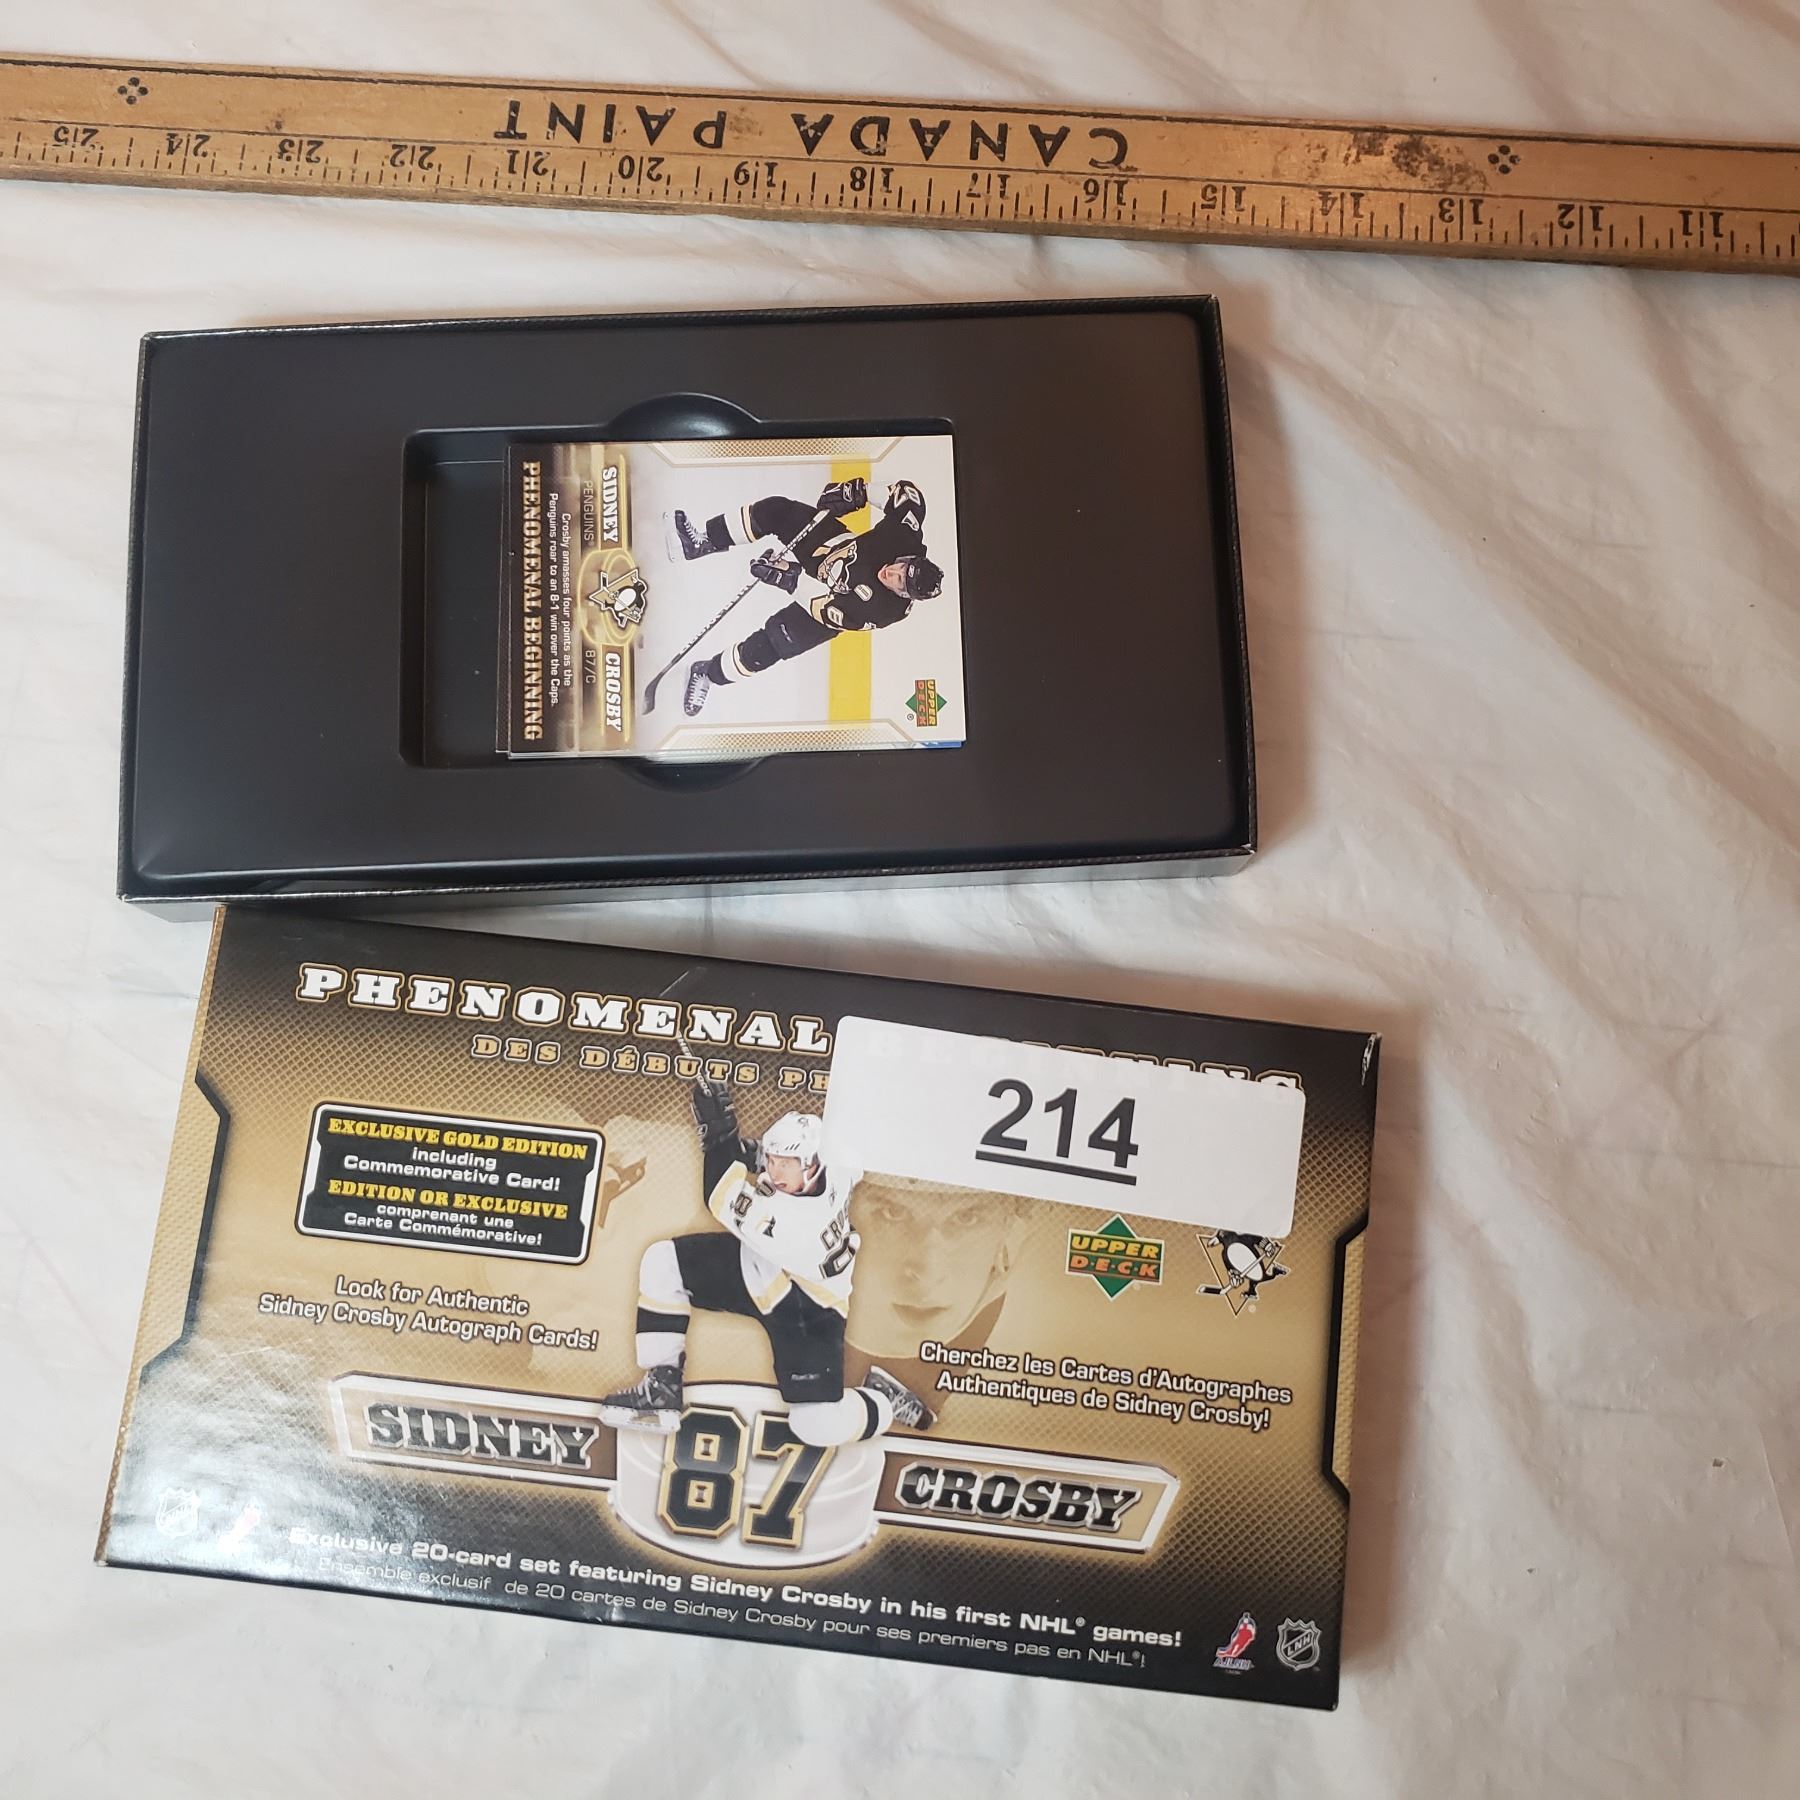 CANADA PAINT
25 24 23 22 21 20 19 18 17 16 15 14 13 12 11
UPPER
DECK
SIDNEY CROSBY
PENGUINS® 87/C
Crosby amasses four points as the
Penguins roar to an 8-1 win over the Caps.
PHENOMENAL BEGINNING
PHENOMENAL
DES DÉBUTS
214
EXCLUSIVE GOLD EDITION
including
Commemorative Card!
EDITION OR EXCLUSIVE
comprenant une
Carte Commémorative!
UPPER
D·E·C·K
Look for Authentic
Sidney Crosby Autograph Cards!
Cherchez les Cartes d'Autographes
Authentiques de Sidney Crosby!
SIDNEY 87 CROSBY
Exclusive 20-card set featuring Sidney Crosby in his first NHL® games!
Ensemble exclusif de 20 cartes de Sidney Crosby pour ses premiers pas en NHL®!
AJLNH
LNH